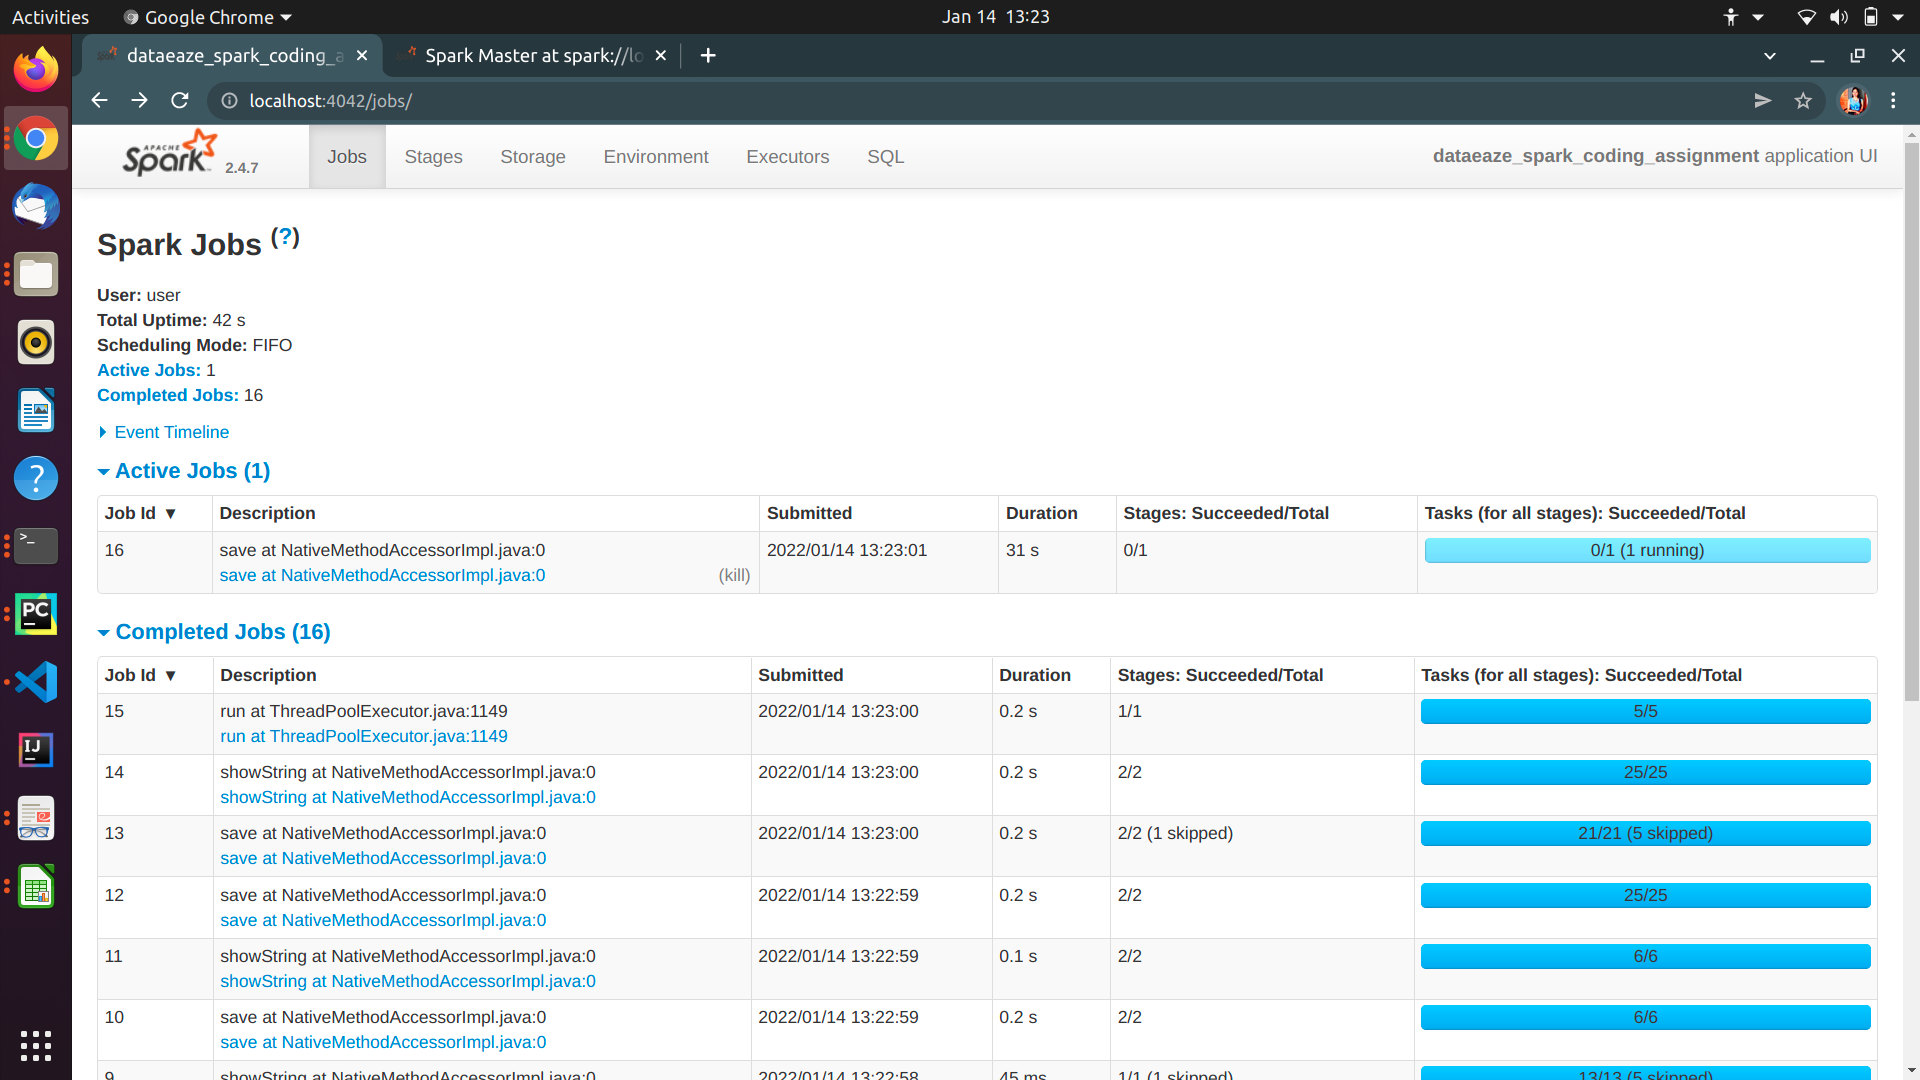 Activities
Google Chrome
Jan 14 13:23
dataeaze_spark_coding_a
Spark Master at spark://lo
localhost:4042/jobs/
APACHE
Spark 2.4.7
Jobs
Stages
Storage
Environment
Executors
SQL
dataeaze_spark_coding_assignment application UI
Spark Jobs (?)
User: user
Total Uptime: 42 s
Scheduling Mode: FIFO
Active Jobs: 1
Completed Jobs: 16
Event Timeline
Active Jobs (1)
Job Id ▼ Description Submitted Duration Stages: Succeeded/Total Tasks (for all stages): Succeeded/Total
16 save at NativeMethodAccessorImpl.java:0 2022/01/14 13:23:01 31 s 0/1 0/1 (1 running)
save at NativeMethodAccessorImpl.java:0 (kill)
Completed Jobs (16)
Job Id ▼ Description Submitted Duration Stages: Succeeded/Total Tasks (for all stages): Succeeded/Total
15 run at ThreadPoolExecutor.java:1149 2022/01/14 13:23:00 0.2 s 1/1 5/5
run at ThreadPoolExecutor.java:1149
14 showString at NativeMethodAccessorImpl.java:0 2022/01/14 13:23:00 0.2 s 2/2 25/25
showString at NativeMethodAccessorImpl.java:0
13 save at NativeMethodAccessorImpl.java:0 2022/01/14 13:23:00 0.2 s 2/2 (1 skipped) 21/21 (5 skipped)
save at NativeMethodAccessorImpl.java:0
12 save at NativeMethodAccessorImpl.java:0 2022/01/14 13:22:59 0.2 s 2/2 25/25
save at NativeMethodAccessorImpl.java:0
11 showString at NativeMethodAccessorImpl.java:0 2022/01/14 13:22:59 0.1 s 2/2 6/6
showString at NativeMethodAccessorImpl.java:0
10 save at NativeMethodAccessorImpl.java:0 2022/01/14 13:22:59 0.2 s 2/2 6/6
save at NativeMethodAccessorImpl.java:0
9 showString at NativeMethodAccessorImpl.java:0 2022/01/14 13:22:58 45 ms 1/1 (1 skipped) 13/13 (5 skipped)
PC
IJ